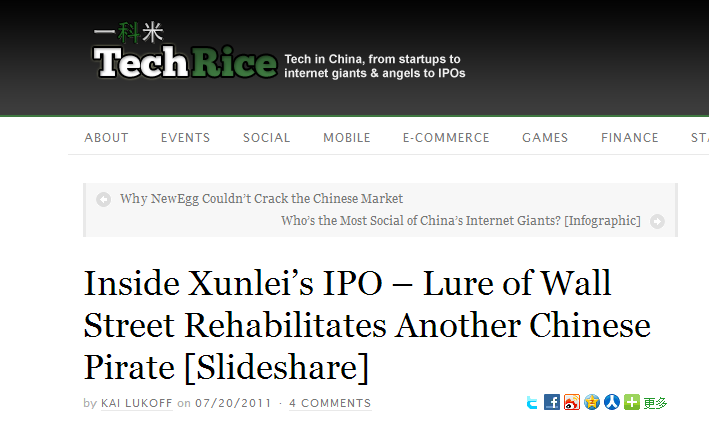 一科米
TechRice
Tech in China, from startups to
internet giants & angels to IPOs
ABOUT EVENTS SOCIAL MOBILE E-COMMERCE GAMES FINANCE STA
Why NewEgg Couldn't Crack the Chinese Market
Who's the Most Social of China's Internet Giants? [Infographic]
Inside Xunlei's IPO – Lure of Wall
Street Rehabilitates Another Chinese
Pirate [Slideshare]
by KAI LUKOFF on 07/20/2011 · 4 COMMENTS
更多